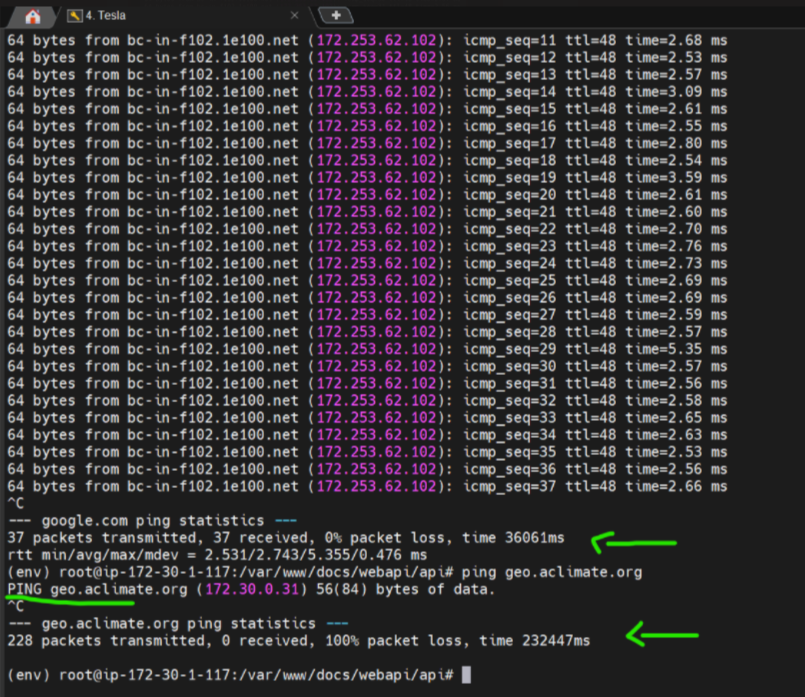 4. Tesla
64 bytes from bc-in-f102.1e100.net (172.253.62.102): icmp_seq=11 ttl=48 time=2.68 ms
64 bytes from bc-in-f102.1e100.net (172.253.62.102): icmp_seq=12 ttl=48 time=2.53 ms
64 bytes from bc-in-f102.1e100.net (172.253.62.102): icmp_seq=13 ttl=48 time=2.57 ms
64 bytes from bc-in-f102.1e100.net (172.253.62.102): icmp_seq=14 ttl=48 time=3.09 ms
64 bytes from bc-in-f102.1e100.net (172.253.62.102): icmp_seq=15 ttl=48 time=2.61 ms
64 bytes from bc-in-f102.1e100.net (172.253.62.102): icmp_seq=16 ttl=48 time=2.55 ms
64 bytes from bc-in-f102.1e100.net (172.253.62.102): icmp_seq=17 ttl=48 time=2.80 ms
64 bytes from bc-in-f102.1e100.net (172.253.62.102): icmp_seq=18 ttl=48 time=2.54 ms
64 bytes from bc-in-f102.1e100.net (172.253.62.102): icmp_seq=19 ttl=48 time=3.59 ms
64 bytes from bc-in-f102.1e100.net (172.253.62.102): icmp_seq=20 ttl=48 time=2.61 ms
64 bytes from bc-in-f102.1e100.net (172.253.62.102): icmp_seq=21 ttl=48 time=2.60 ms
64 bytes from bc-in-f102.1e100.net (172.253.62.102): icmp_seq=22 ttl=48 time=2.70 ms
64 bytes from bc-in-f102.1e100.net (172.253.62.102): icmp_seq=23 ttl=48 time=2.76 ms
64 bytes from bc-in-f102.1e100.net (172.253.62.102): icmp_seq=24 ttl=48 time=2.73 ms
64 bytes from bc-in-f102.1e100.net (172.253.62.102): icmp_seq=25 ttl=48 time=2.69 ms
64 bytes from bc-in-f102.1e100.net (172.253.62.102): icmp_seq=26 ttl=48 time=2.69 ms
64 bytes from bc-in-f102.1e100.net (172.253.62.102): icmp_seq=27 ttl=48 time=2.59 ms
64 bytes from bc-in-f102.1e100.net (172.253.62.102): icmp_seq=28 ttl=48 time=2.57 ms
64 bytes from bc-in-f102.1e100.net (172.253.62.102): icmp_seq=29 ttl=48 time=5.35 ms
64 bytes from bc-in-f102.1e100.net (172.253.62.102): icmp_seq=30 ttl=48 time=2.57 ms
64 bytes from bc-in-f102.1e100.net (172.253.62.102): icmp_seq=31 ttl=48 time=2.56 ms
64 bytes from bc-in-f102.1e100.net (172.253.62.102): icmp_seq=32 ttl=48 time=2.58 ms
64 bytes from bc-in-f102.1e100.net (172.253.62.102): icmp_seq=33 ttl=48 time=2.65 ms
64 bytes from bc-in-f102.1e100.net (172.253.62.102): icmp_seq=34 ttl=48 time=2.63 ms
64 bytes from bc-in-f102.1e100.net (172.253.62.102): icmp_seq=35 ttl=48 time=2.53 ms
64 bytes from bc-in-f102.1e100.net (172.253.62.102): icmp_seq=36 ttl=48 time=2.56 ms
64 bytes from bc-in-f102.1e100.net (172.253.62.102): icmp_seq=37 ttl=48 time=2.66 ms
^C
--- google.com ping statistics ---
37 packets transmitted, 37 received, 0% packet loss, time 36061ms
rtt min/avg/max/mdev = 2.531/2.743/5.355/0.476 ms
(env) root@ip-172-30-1-117:/var/www/docs/webapi/api# ping geo.aclimate.org
PING geo.aclimate.org (172.30.0.31) 56(84) bytes of data.
^C
--- geo.aclimate.org ping statistics ---
228 packets transmitted, 0 received, 100% packet loss, time 232447ms
(env) root@ip-172-30-1-117:/var/www/docs/webapi/api#